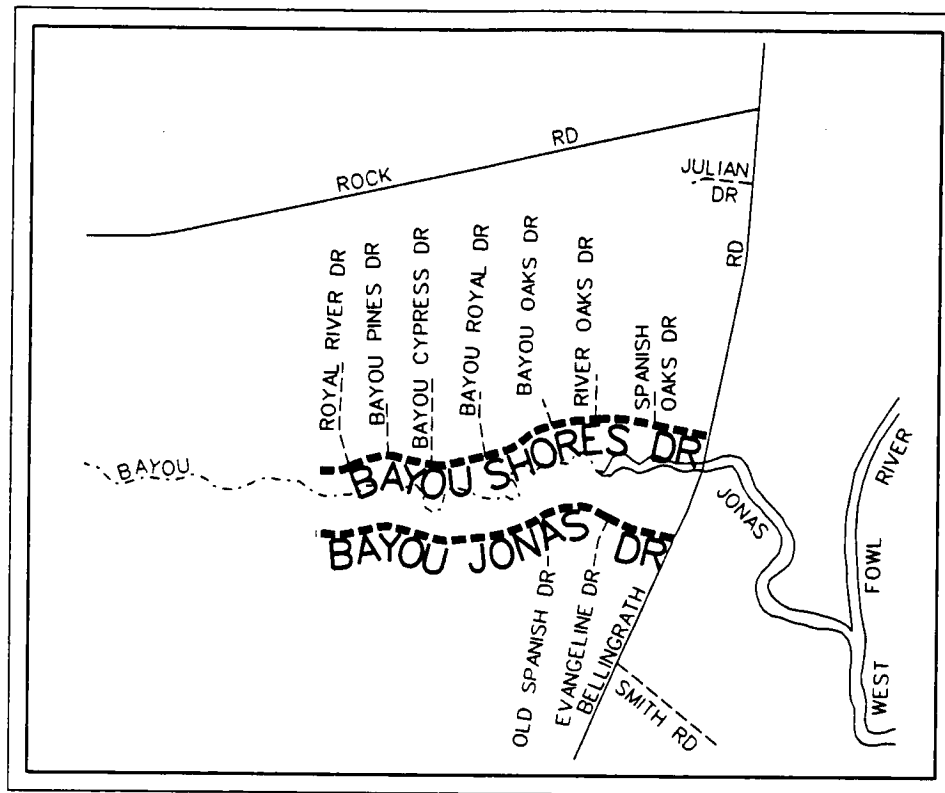 ROCK RD
JULIAN
DR
RD
ROYAL RIVER DR
BAYOU PINES DR
BAYOU CYPRESS DR
BAYOU ROYAL DR
BAYOU OAKS DR
RIVER OAKS DR
SPANISH
OAKS DR
BAYOU SHORES DR
BAYOU
JONAS
BAYOU JONAS DR
OLD SPANISH DR
EVANGELINE DR
BELLINGRATH
SMITH RD
WEST FOWL RIVER